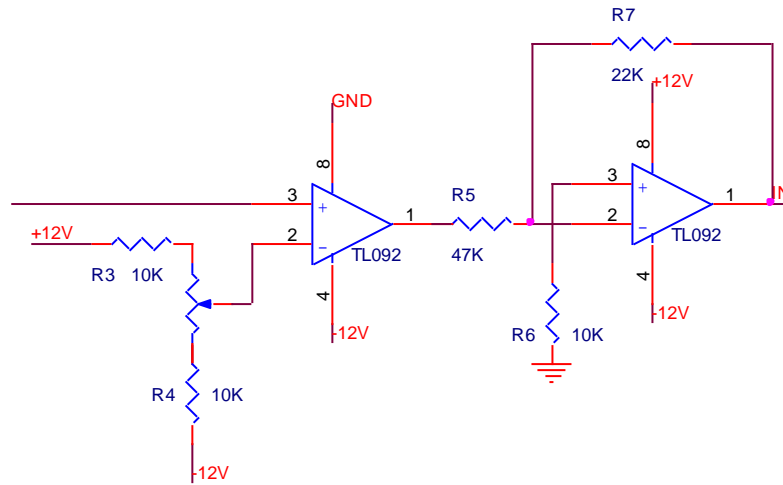 R7
22K
+12V
GND
8
8
3
1
2
TL092
4
-12V
R5
47K
3
1
2
TL092
4
-12V
IN
+12V
R3 10K
R4 10K
-12V
R6 10K